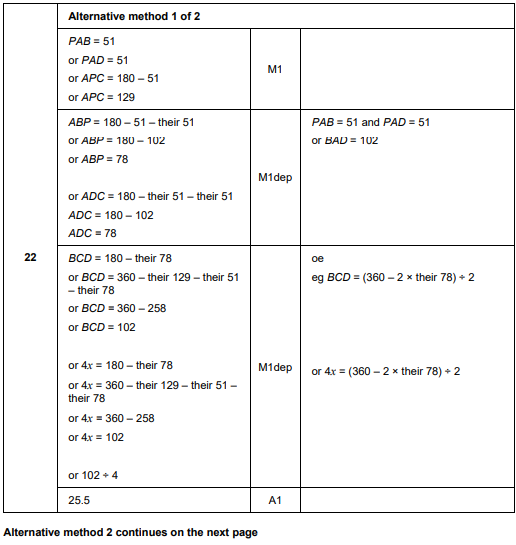 Alternative method 1 of 2
PAB = 51
or PAD = 51
or APC = 180 – 51
or APC = 129
M1
ABP = 180 – 51 – their 51
or ABP = 180 – 102
or ABP = 78
or ADC = 180 – their 51 – their 51
ADC = 180 – 102
ADC = 78
M1dep
PAB = 51 and PAD = 51
or BAD = 102
22
BCD = 180 – their 78
or BCD = 360 – their 129 – their 51
– their 78
or BCD = 360 – 258
or BCD = 102
or 4x = 180 – their 78
or 4x = 360 – their 129 – their 51 –
their 78
or 4x = 360 – 258
or 4x = 102
or 102 ÷ 4
M1dep
oe
eg BCD = (360 – 2 × their 78) ÷ 2
or 4x = (360 – 2 × their 78) ÷ 2
25.5
A1
Alternative method 2 continues on the next page